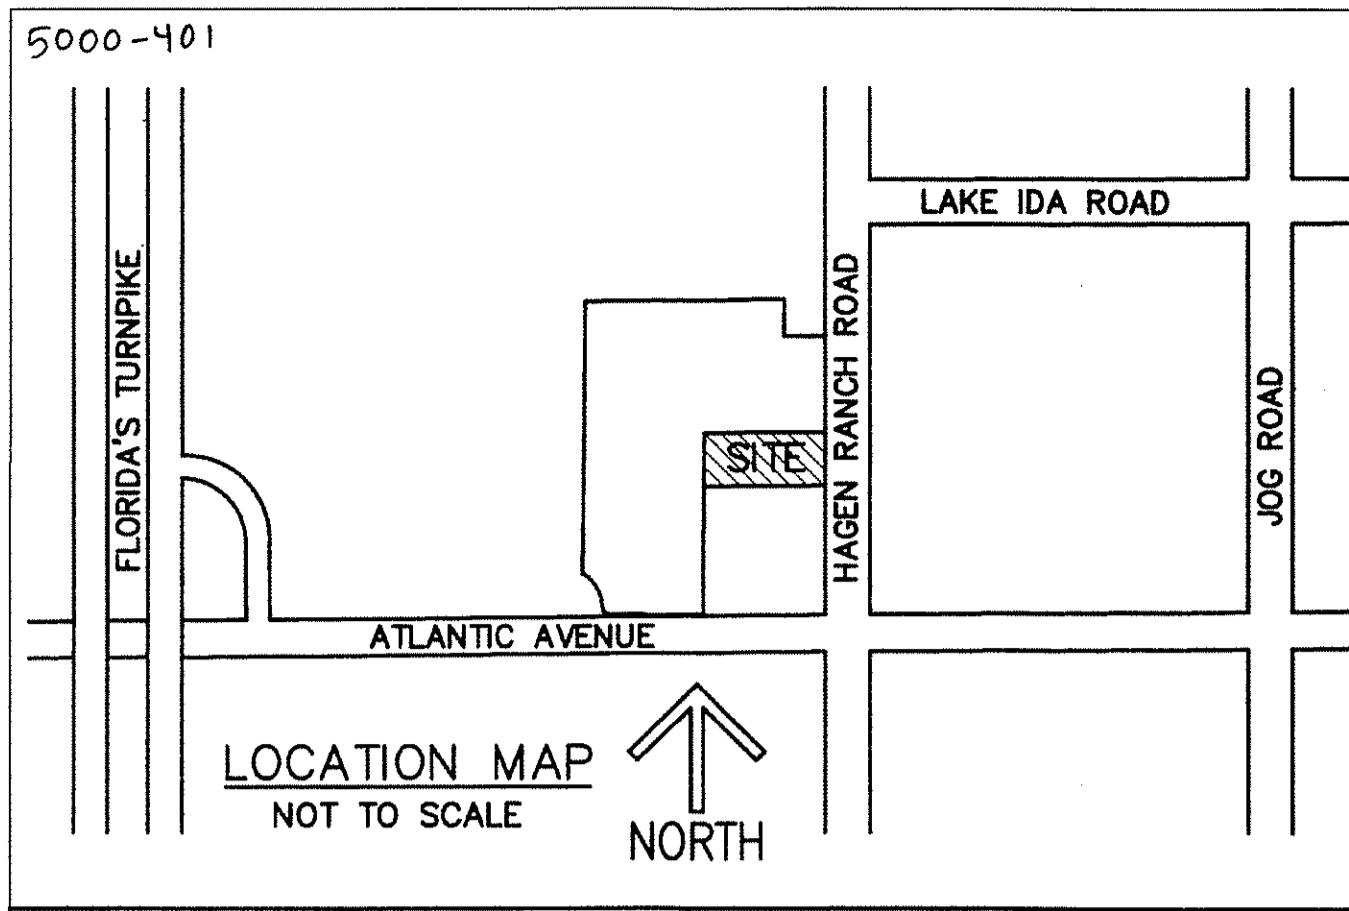 5000-401
LAKE IDA ROAD
FLORIDA'S TURNPIKE
HAGEN RANCH ROAD
JOG ROAD
SITE
ATLANTIC AVENUE
LOCATION MAP
NOT TO SCALE
NORTH